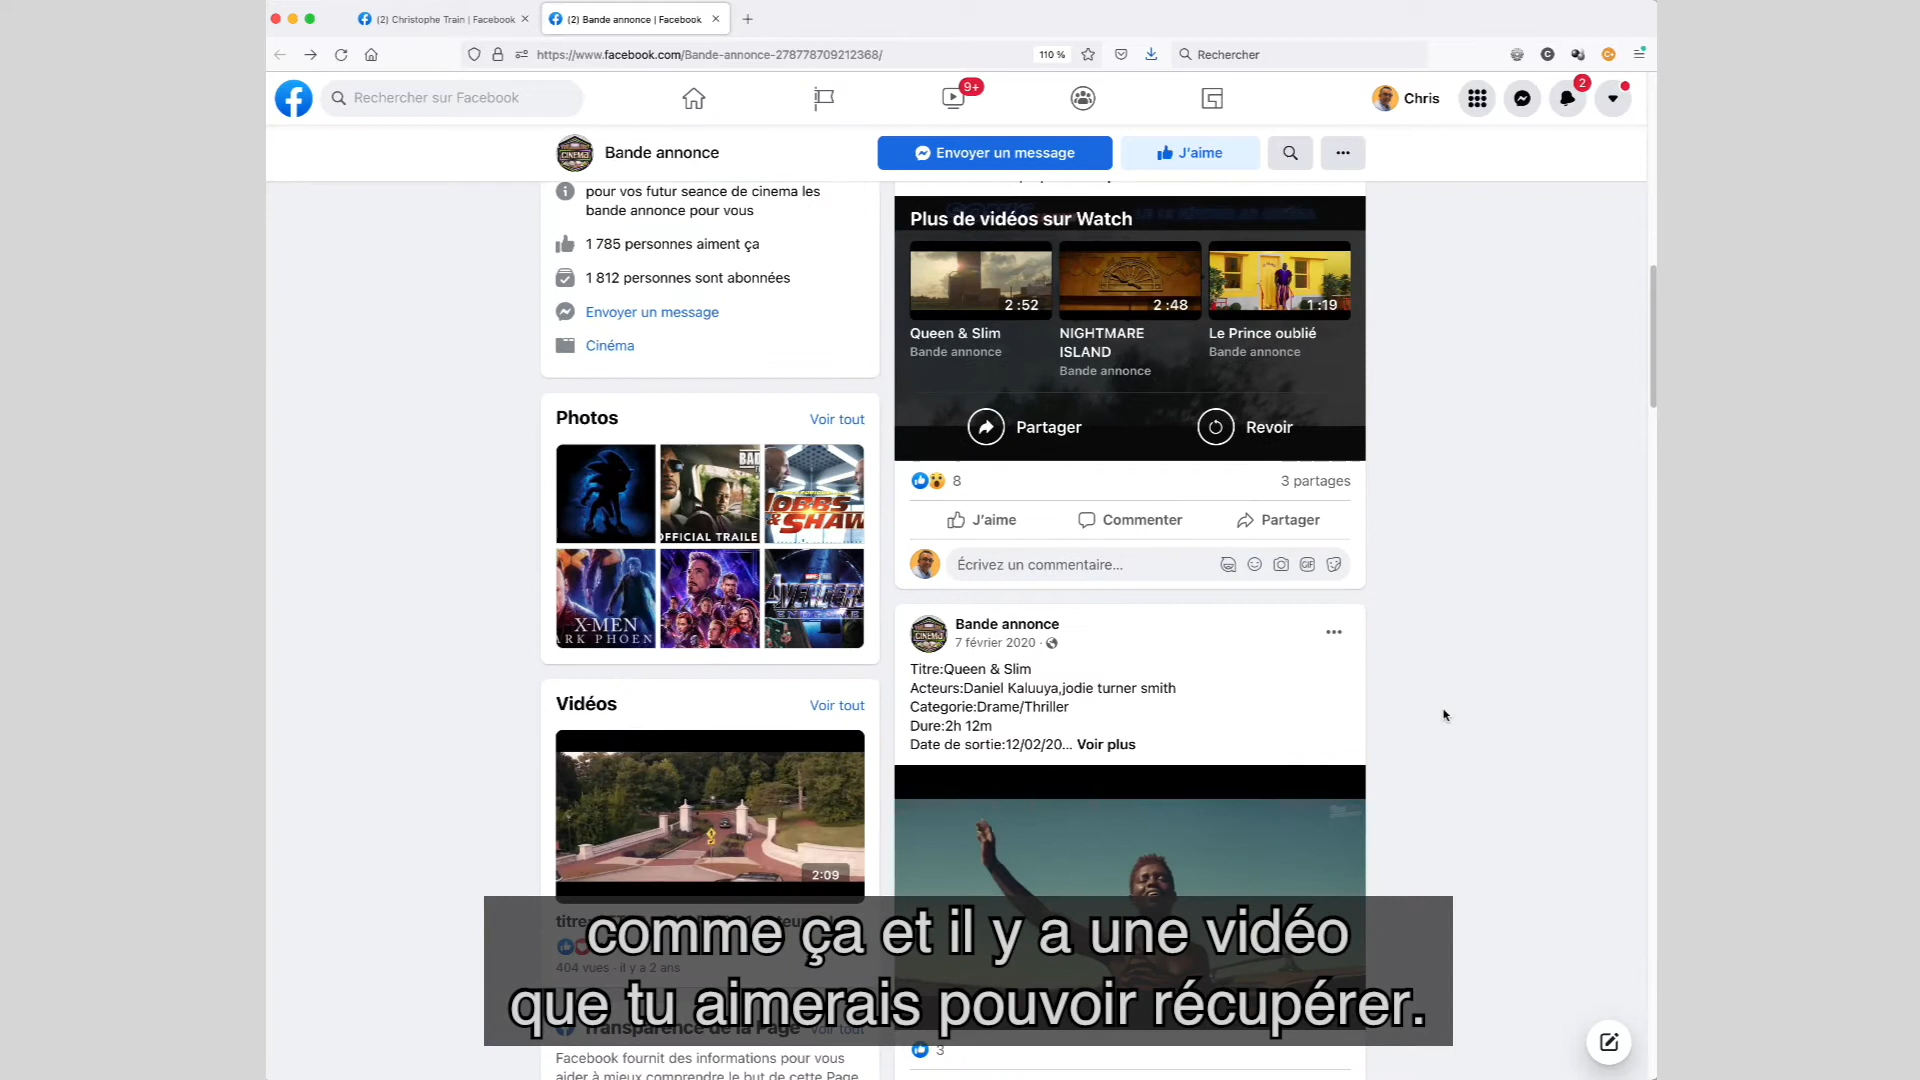 (2) Christophe Train | Facebook
(2) Bande annonce | Facebook
https://www.facebook.com/Bande-annonce-278778709212368/
110 %
Rechercher
Rechercher sur Facebook
9+
Chris
2
Bande annonce
Envoyer un message
J'aime
pour vos futur seance de cinema les
bande annonce pour vous
1 785 personnes aiment ça
1 812 personnes sont abonnées
Envoyer un message
Cinéma
Photos
Voir tout
OFFICIAL TRAILE
HOBBS
& SHAW
X-MEN
ARK PHOEN
Vidéos
Voir tout
2:09
titre:
404 vues · il y a 2 ans
Transparence de la Page
Voir tout
Facebook fournit des informations pour vous
aider à mieux comprendre le but de cette Page
Plus de vidéos sur Watch
2:52
2:48
1:19
Queen & Slim
Bande annonce
NIGHTMARE
ISLAND
Bande annonce
Le Prince oublié
Bande annonce
Partager
Revoir
8
3 partages
J'aime
Commenter
Partager
Écrivez un commentaire...
GIF
CINEMA
Bande annonce
7 février 2020
Titre:Queen & Slim
Acteurs:Daniel Kaluuya,jodie turner smith
Categorie:Drame/Thriller
Dure:2h 12m
Date de sortie:12/02/20... Voir plus
3
comme ça et il y a une vidéo
que tu aimerais pouvoir récupérer.